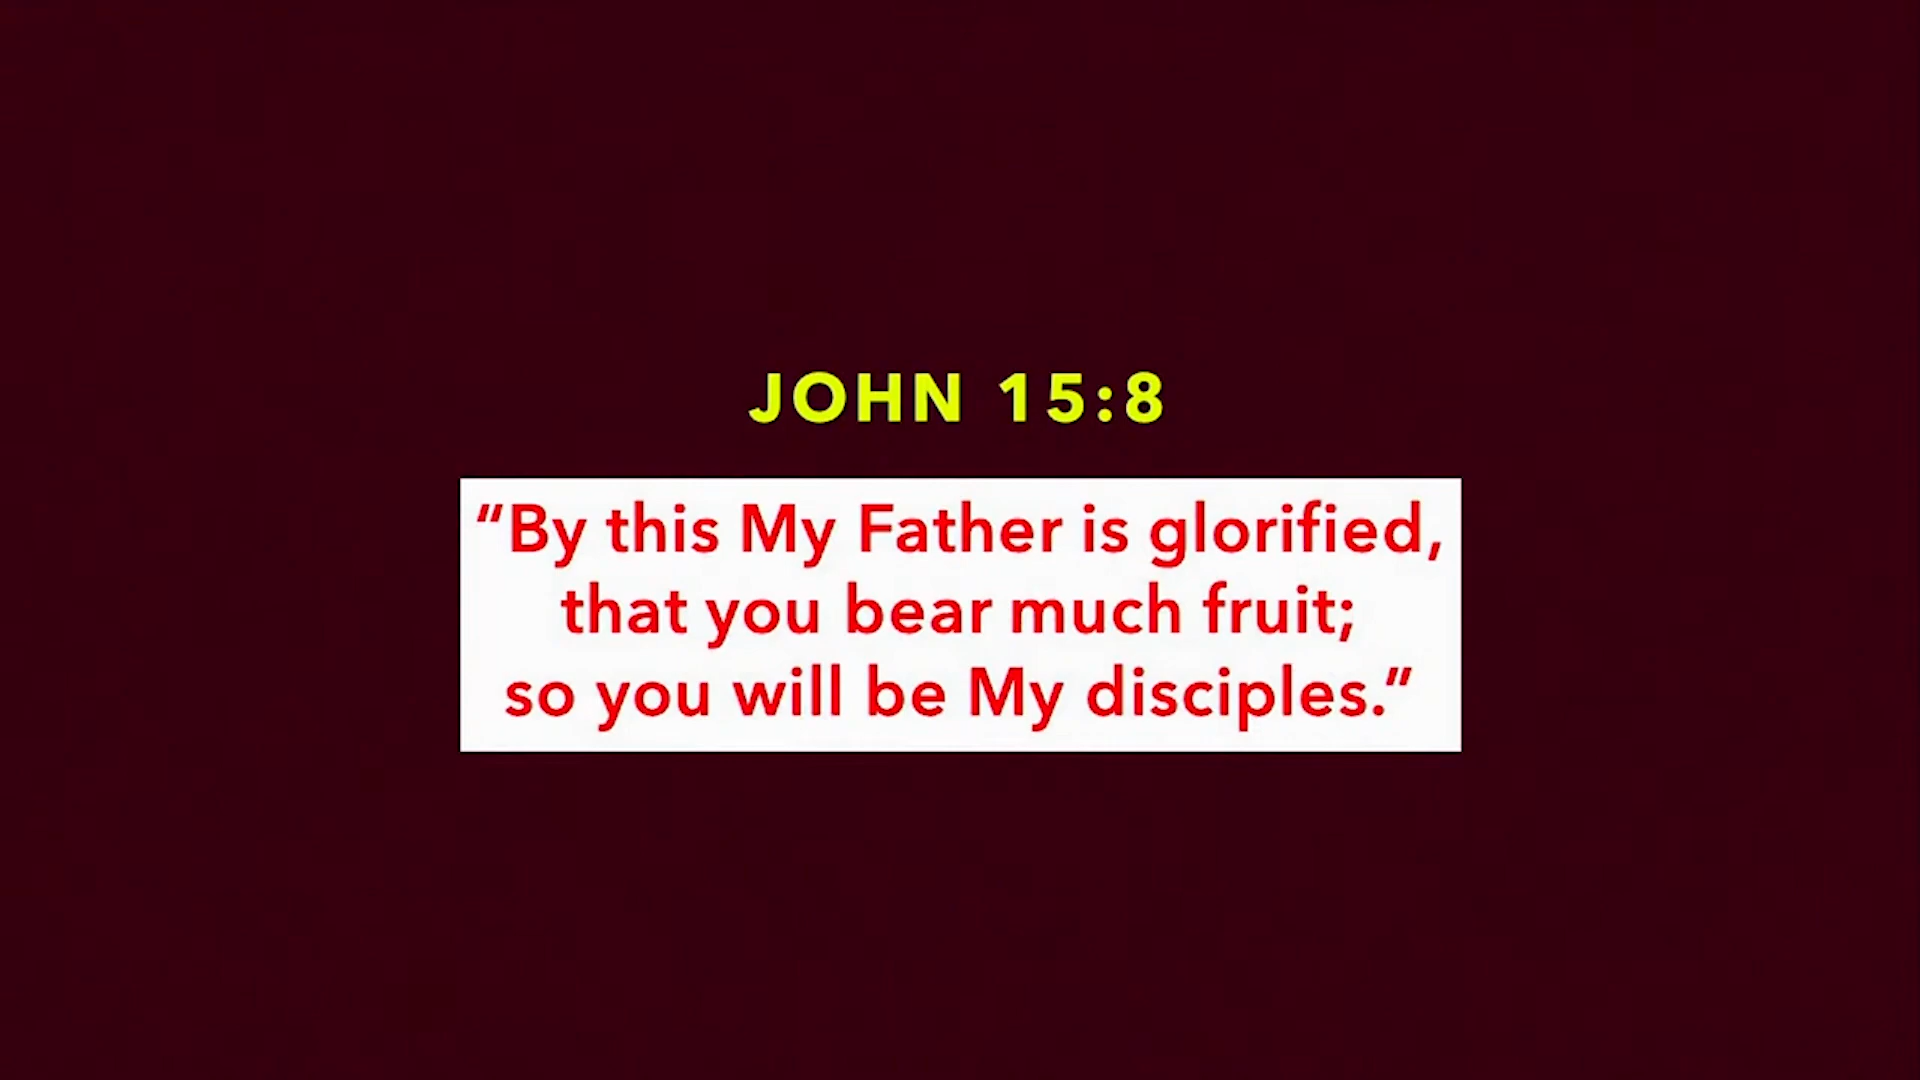 JOHN 15:8
“By this My Father is glorified,
that you bear much fruit;
so you will be My disciples.”